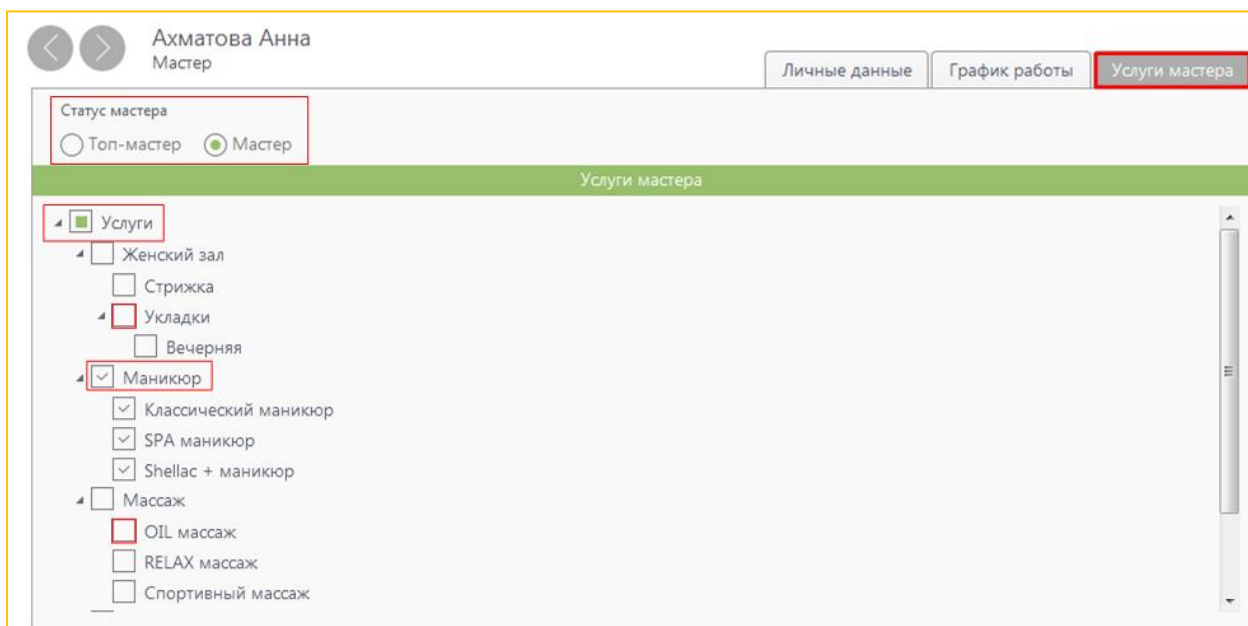 Ахматова Анна
Мастер
Личные данные
График работы
Услуги мастера
Статус мастера
Топ-мастер
Мастер
Услуги мастера
Услуги
Женский зал
Стрижка
Укладки
Вечерняя
Маникюр
Классический маникюр
SPA маникюр
Shellac + маникюр
Массаж
OIL массаж
RELAX массаж
Спортивный массаж